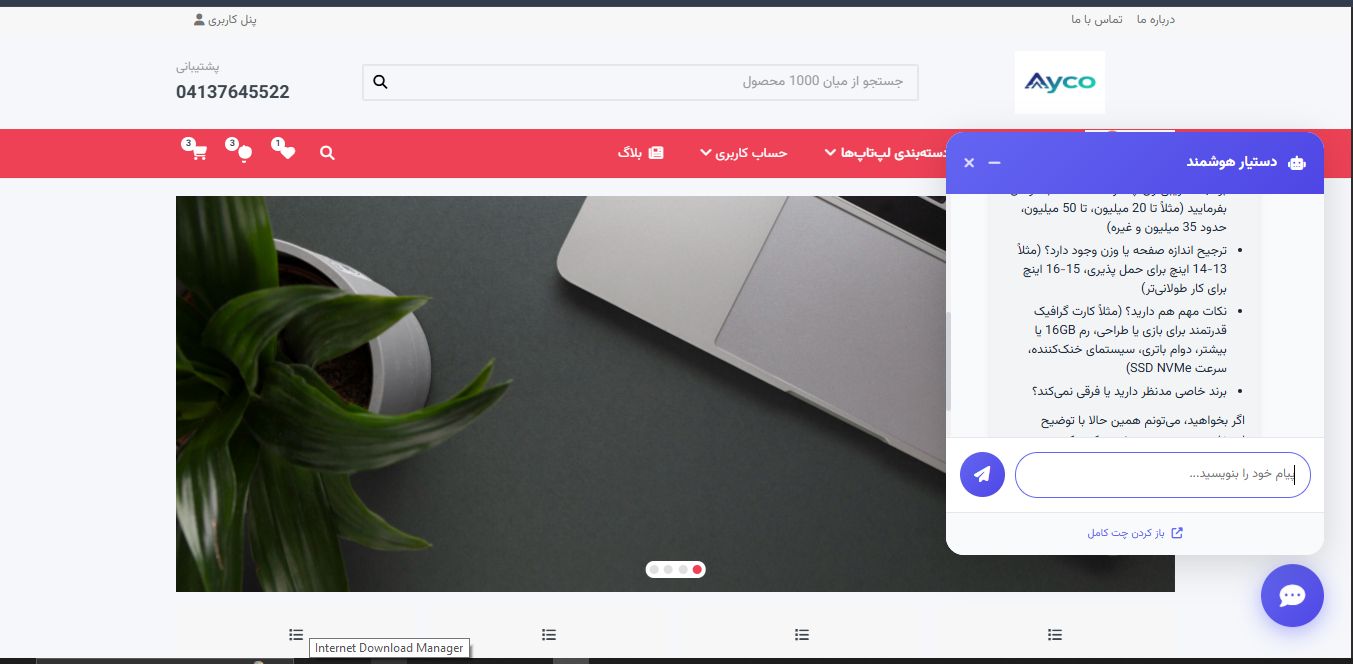 درباره ما
تماس با ما
پنل کاربری
Ayco
جستجو از میان 1000 محصول
پشتیبانی
04137645522
دسته‌بندی لپ‌تاپ‌ها
حساب کاربری
بلاگ
1
3
3
دستیار هوشمند
بفرمایید (مثلاً تا 20 میلیون، تا 50 میلیون،
حدود 35 میلیون و غیره)
ترجیح اندازه صفحه یا وزن وجود دارد؟ (مثلاً
13-14 اینچ برای حمل پذیری، 15-16 اینچ
برای کار طولانی‌تر)
نکات مهم هم دارید؟ (مثلاً کارت گرافیک
قدرتمند برای بازی یا طراحی، رم 16GB یا
بیشتر، دوام باتری، سیستمای خنک‌کننده،
سرعت SSD NVMe)
برند خاصی مدنظر دارید یا فرقی نمی‌کند؟
اگر بخواهید، می‌تونم همین حالا با توضیح
پیام خود را بنویسید...
باز کردن چت کامل
Internet Download Manager